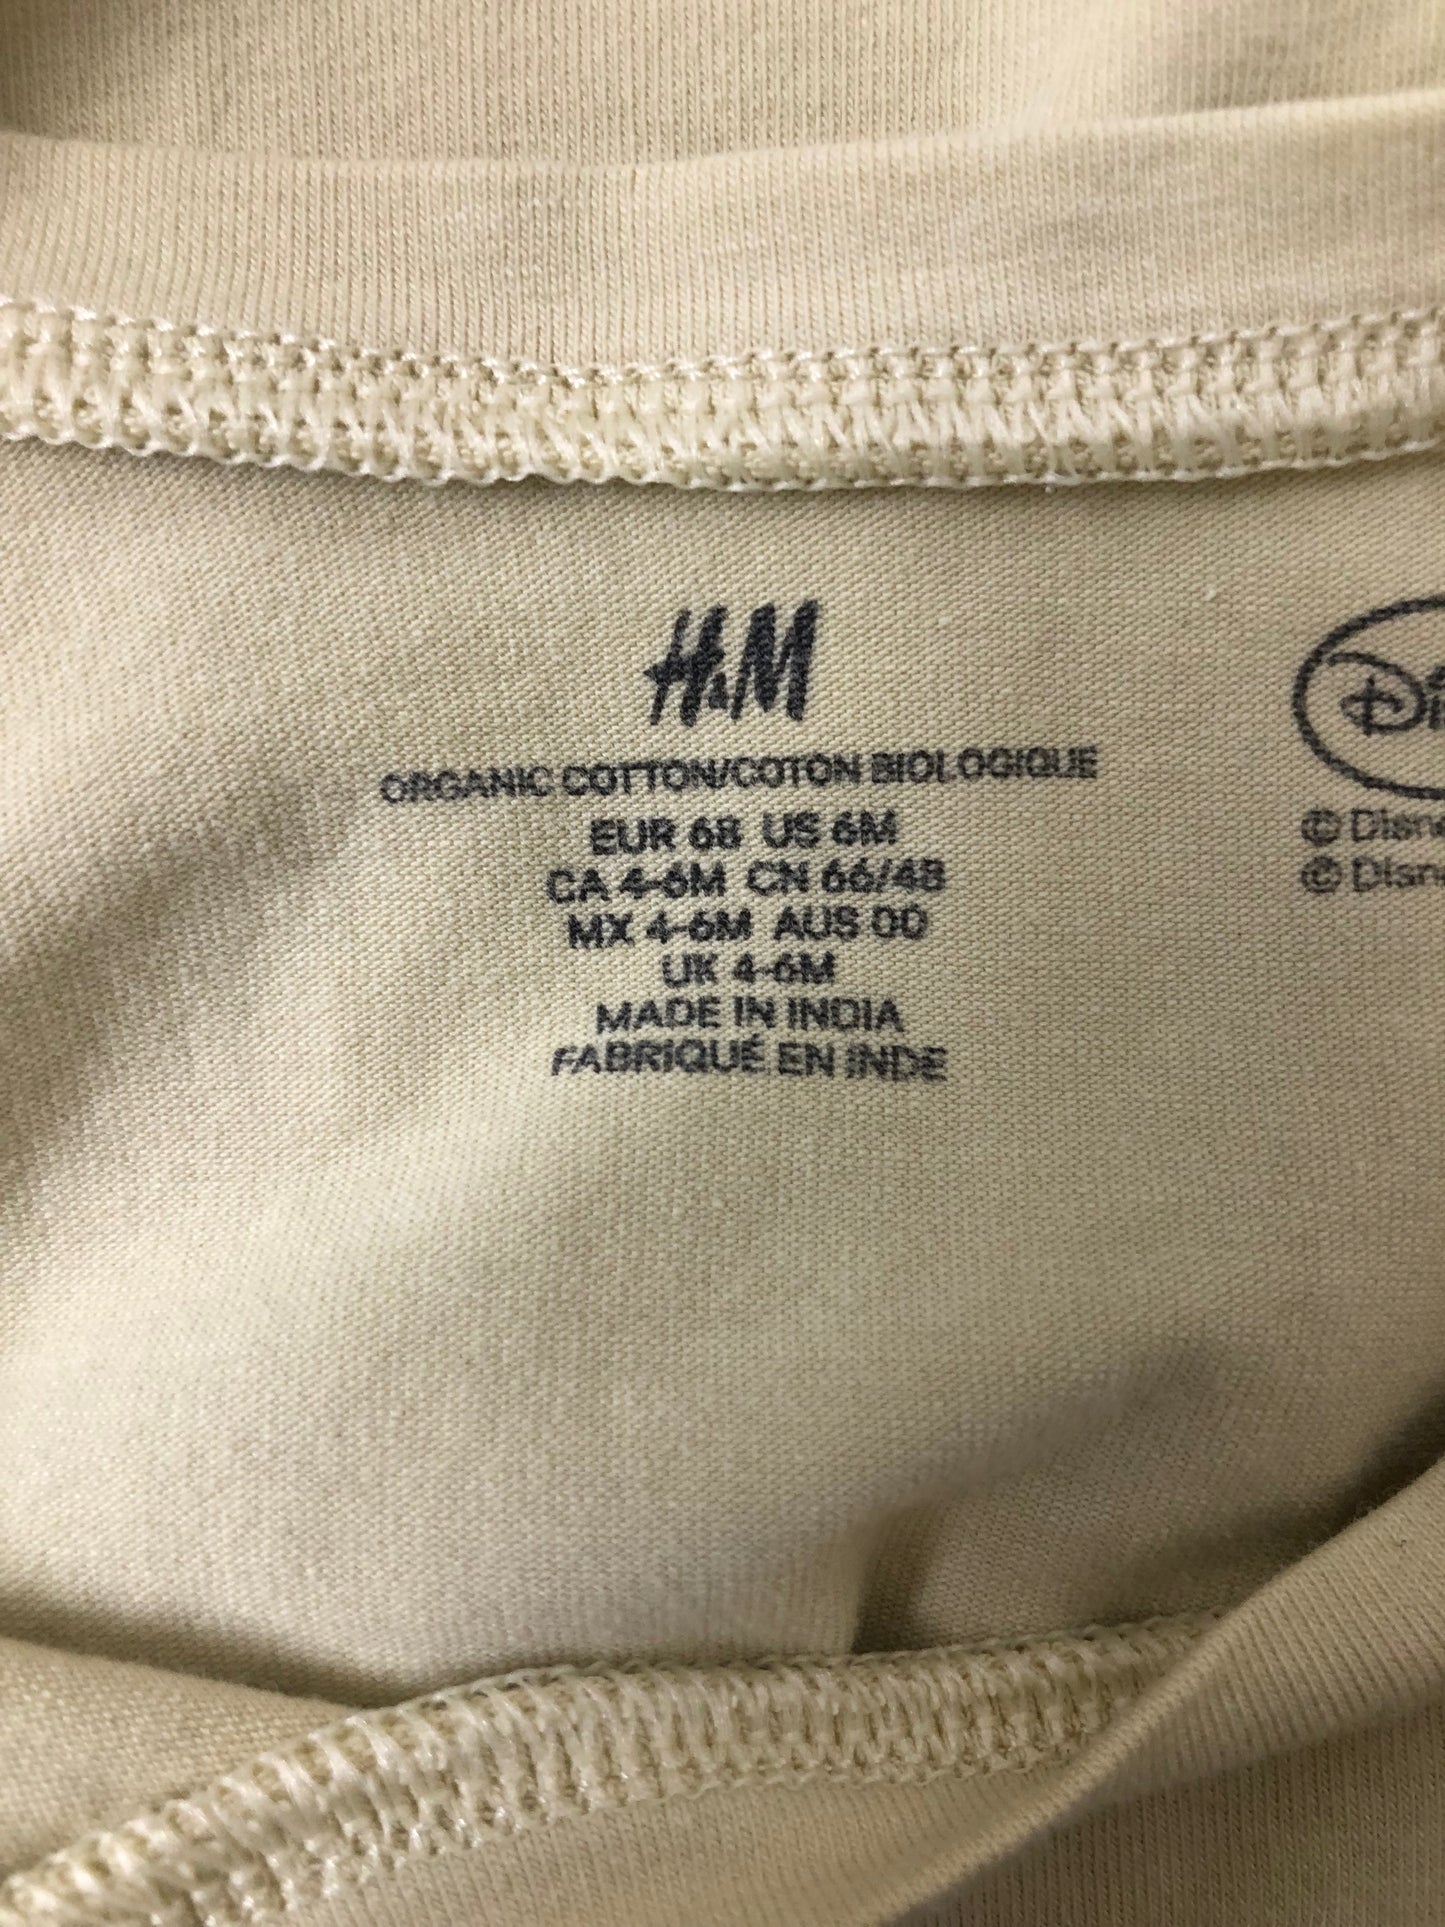 H&M
ORGANIC COTTON/COTON BIOLOGIQUE
EUR 68 US 6M
CA 4-6M CN 66/48
MX 4-6M AUS 00
UK 4-6M
MADE IN INDIA
FABRIQUÉ EN INDE
©
©